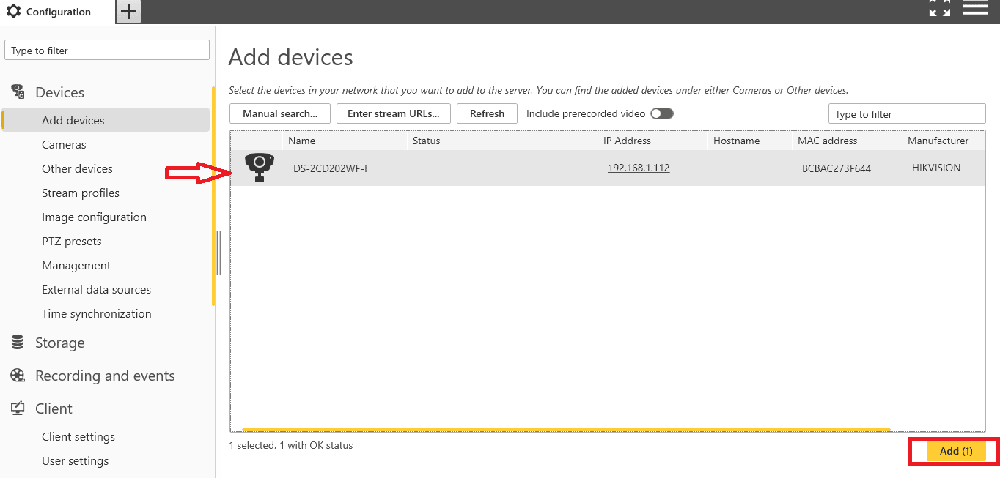 Configuration
Type to filter
Devices
Add devices
Cameras
Other devices
Stream profiles
Image configuration
PTZ presets
Management
External data sources
Time synchronization
Storage
Recording and events
Client
Client settings
User settings
Add devices
Select the devices in your network that you want to add to the server. You can find the added devices under either Cameras or Other devices.
Manual search... Enter stream URLs... Refresh Include prerecorded video Type to filter
Name Status IP Address Hostname MAC address Manufacturer
DS-2CD202WF-I 192.168.1.112 BCBAC273F644 HIKVISION
1 selected, 1 with OK status
Add (1)